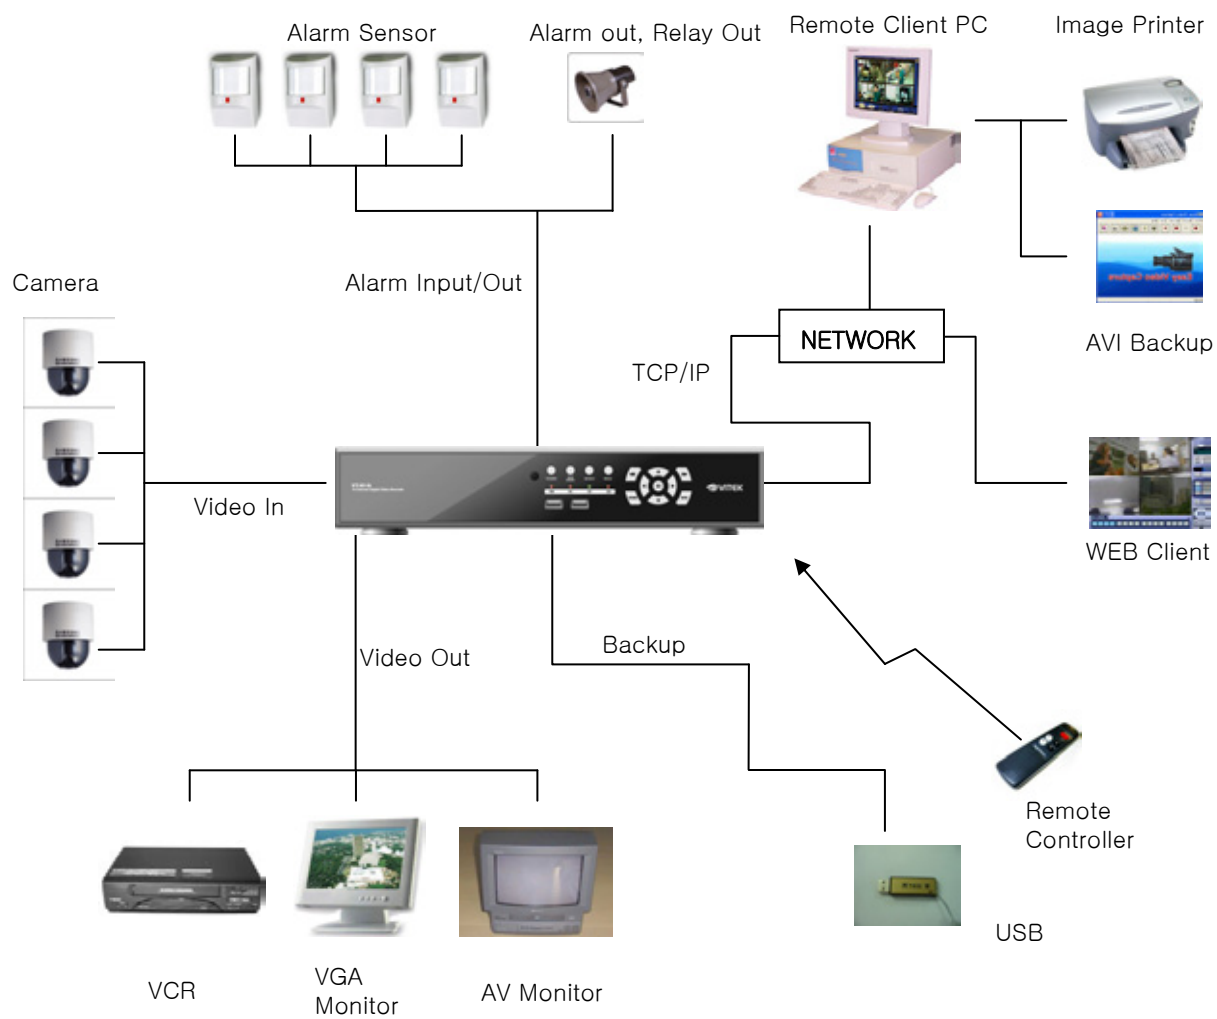 Alarm Sensor
Alarm out, Relay Out
Remote Client PC
Image Printer
Camera
Alarm Input/Out
NETWORK
AVI Backup
TCP/IP
VITEK
Video In
WEB Client
Video Out
Backup
Remote
Controller
USB
VCR
VGA
Monitor
AV Monitor